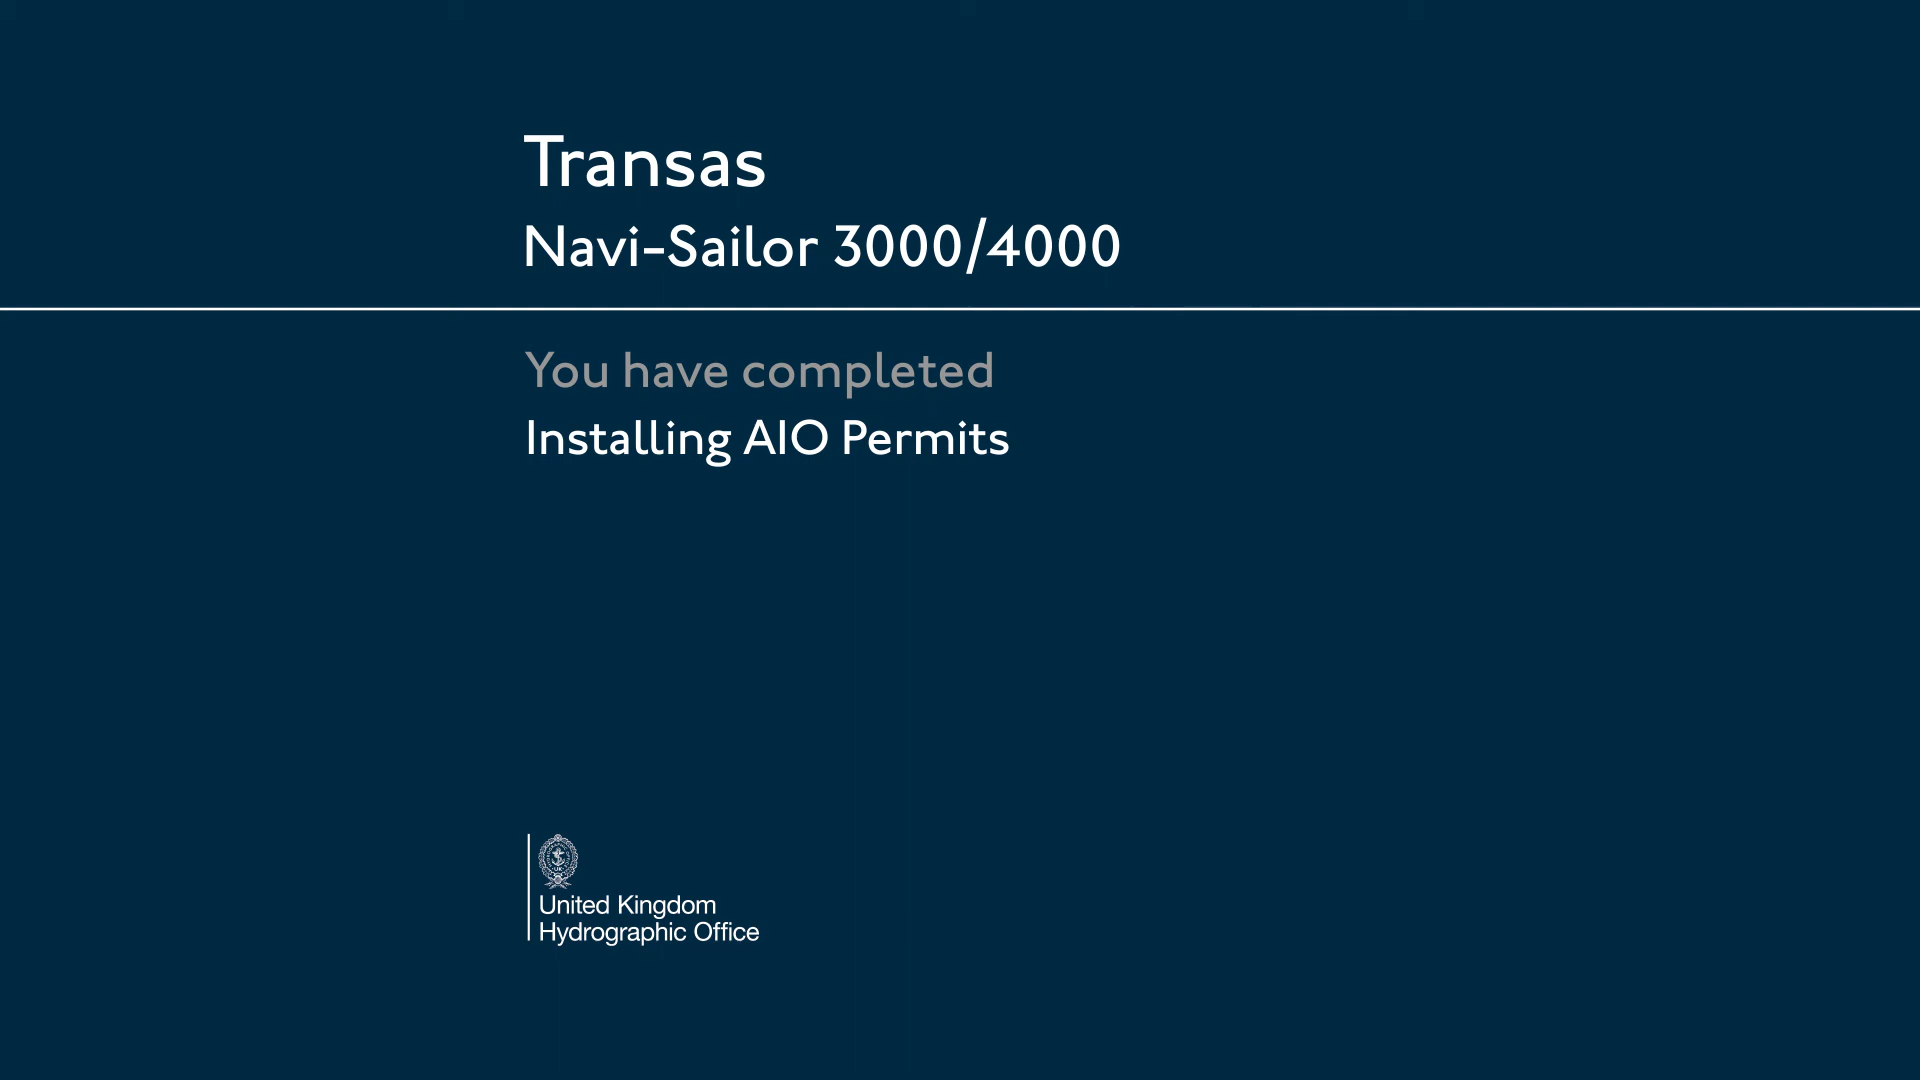 Transas
Navi-Sailor 3000/4000
You have completed
Installing AIO Permits
United Kingdom
Hydrographic Office